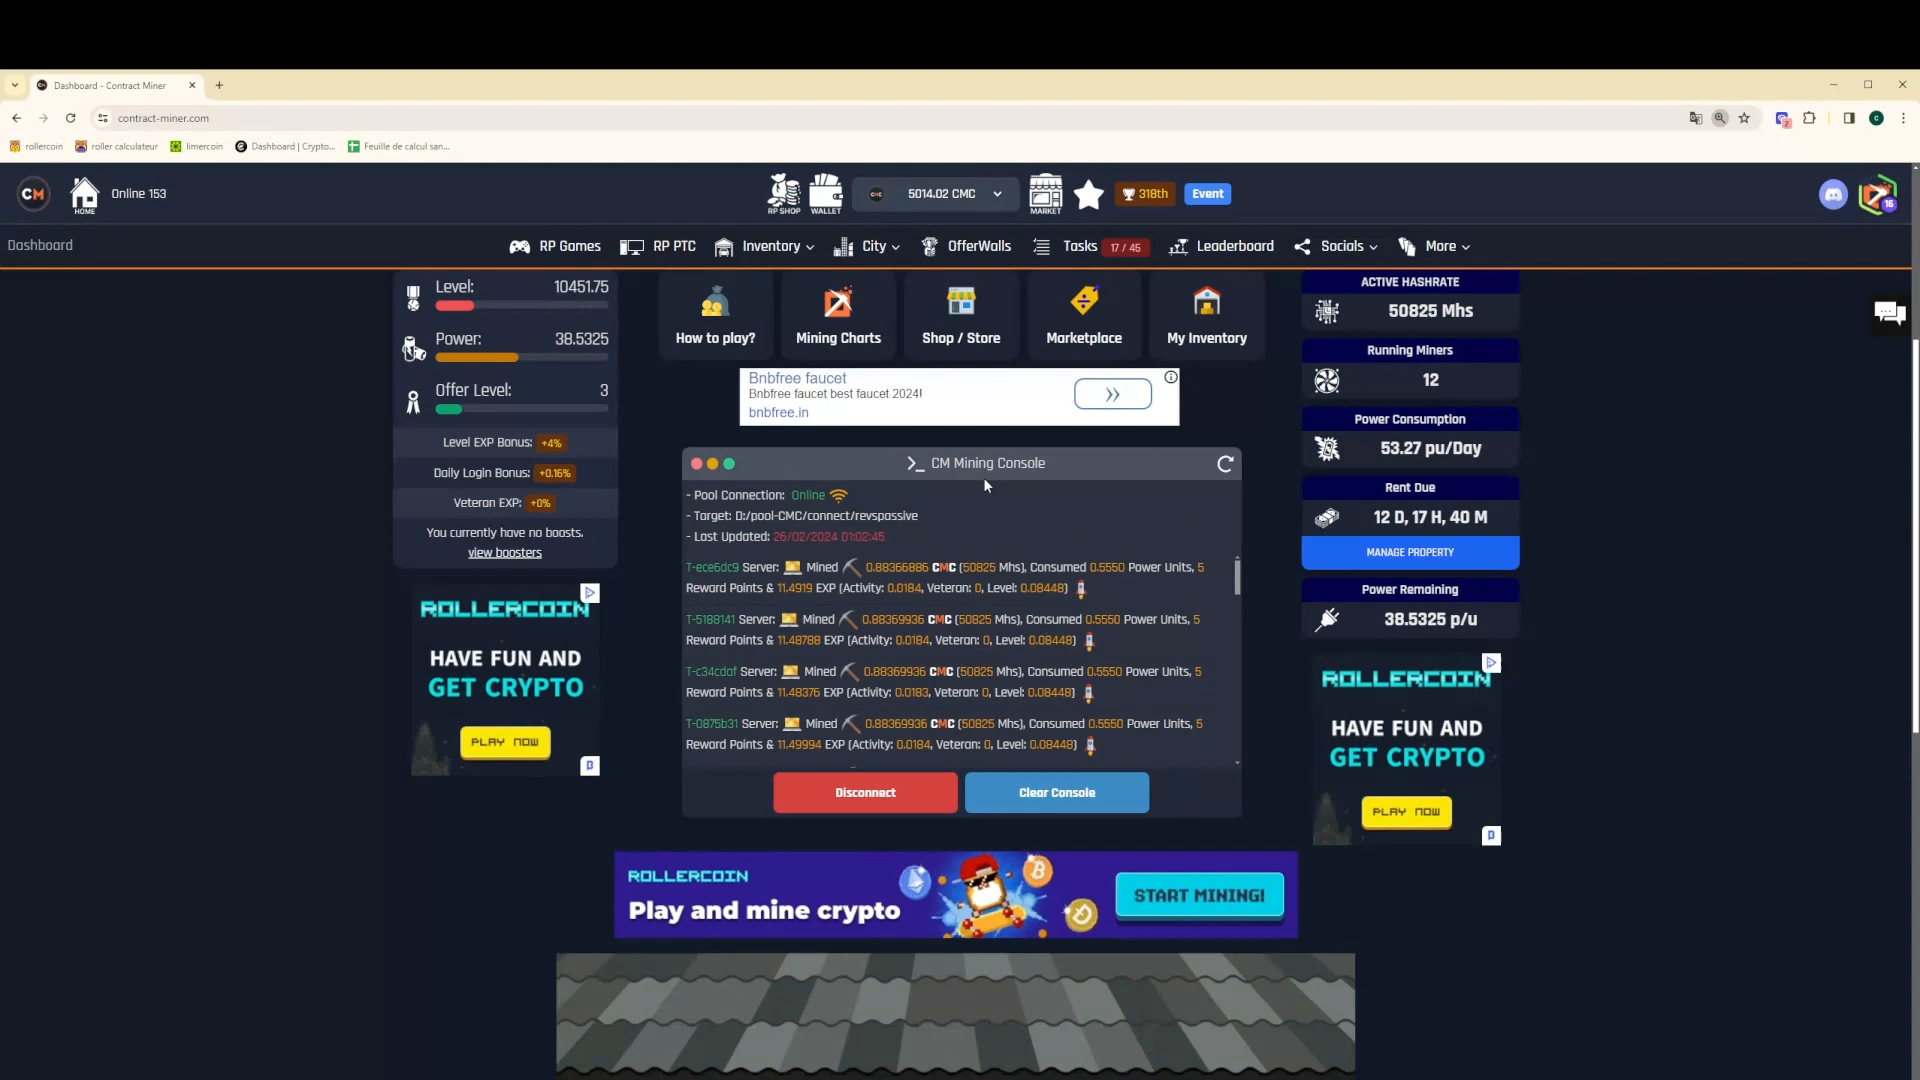 Dashboard - Contract Miner
contract-miner.com
2
C
rollercoin
roller calculateur
limercoin
Dashboard | Crypto...
Feuille de calcul san...
CM
HOME
Online 153
RP SHOP
WALLET
CMC
5014.02 CMC
MARKET
318th
Event
16
Dashboard
RP Games
RP PTC
Inventory
City
OfferWalls
Tasks 17 / 45
Leaderboard
Socials
More
Level: 10451.75
Power: 38.5325
Offer Level: 3
Level EXP Bonus: +4%
Daily Login Bonus: +0.16%
Veteran EXP: +0%
You currently have no boosts.
view boosters
ROLLERCOIN
HAVE FUN AND
GET CRYPTO
PLAY NOW
How to play?
Mining Charts
Shop / Store
Marketplace
My Inventory
Bnbfree faucet
Bnbfree faucet best faucet 2024!
bnbfree.in
>_ CM Mining Console
- Pool Connection: Online
- Target: D:/pool-CMC/connect/revspassive
- Last Updated: 26/02/2024 01:02:45
T-ece6dc9 Server: Mined 0.88366886 CMC (50825 Mhs), Consumed 0.5550 Power Units, 5
Reward Points & 11.4919 EXP (Activity: 0.0184, Veteran: 0, Level: 0.08448)
T-5188141 Server: Mined 0.88369936 CMC (50825 Mhs), Consumed 0.5550 Power Units, 5
Reward Points & 11.48788 EXP (Activity: 0.0184, Veteran: 0, Level: 0.08448)
T-c34cdaf Server: Mined 0.88369936 CMC (50825 Mhs), Consumed 0.5550 Power Units, 5
Reward Points & 11.48376 EXP (Activity: 0.0183, Veteran: 0, Level: 0.08448)
T-0875b31 Server: Mined 0.88369936 CMC (50825 Mhs), Consumed 0.5550 Power Units, 5
Reward Points & 11.49994 EXP (Activity: 0.0184, Veteran: 0, Level: 0.08448)
Disconnect
Clear Console
ACTIVE HASHRATE
50825 Mhs
Running Miners
12
Power Consumption
53.27 pu/Day
Rent Due
12 D, 17 H, 40 M
MANAGE PROPERTY
Power Remaining
38.5325 p/u
ROLLERCOIN
HAVE FUN AND
GET CRYPTO
PLAY NOW
ROLLERCOIN
Play and mine crypto
START MINING!